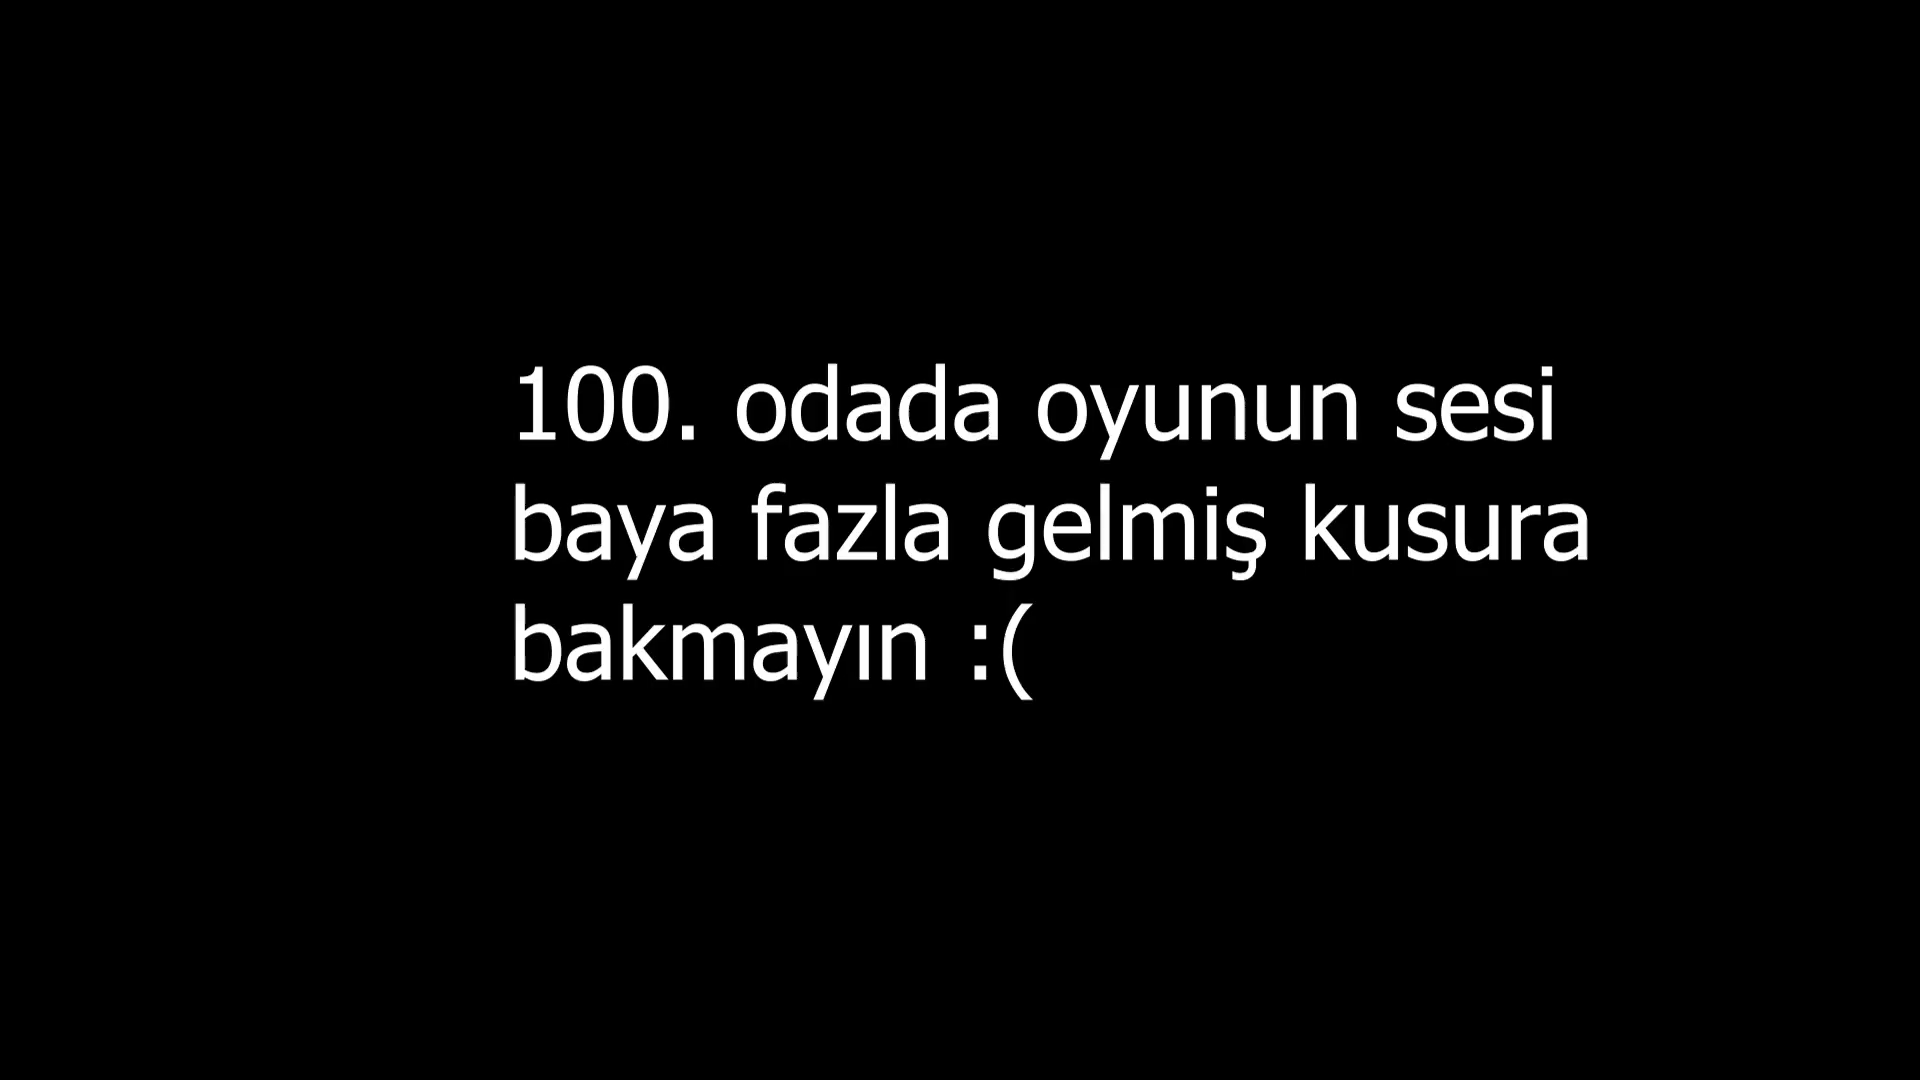 100. odada oyunun sesi
baya fazla gelmiş kusura
bakmayın :(